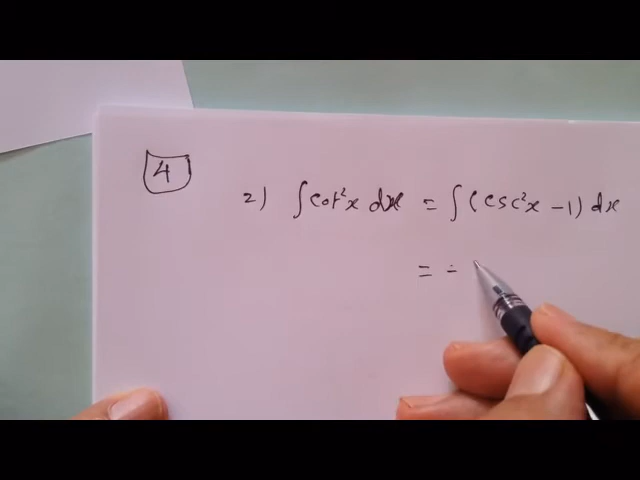 4
2) ∫cot²x dx = ∫(csc²x -1) dx
= -